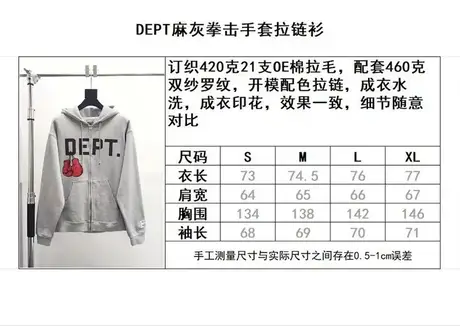 DEPT麻灰拳击手套拉链衫
订织420克21支OE棉拉毛，配套460克
双纱罗纹，开模配色拉链，成衣水
洗，成衣印花，效果一致，细节随意
对比
DEPT.
尺码 S M L XL
衣长 73 74.5 76 77
肩宽 64 65 66 67
胸围 134 138 142 146
袖长 68 69 70 71
手工测量尺寸与实际尺寸之间存在0.5-1cm误差